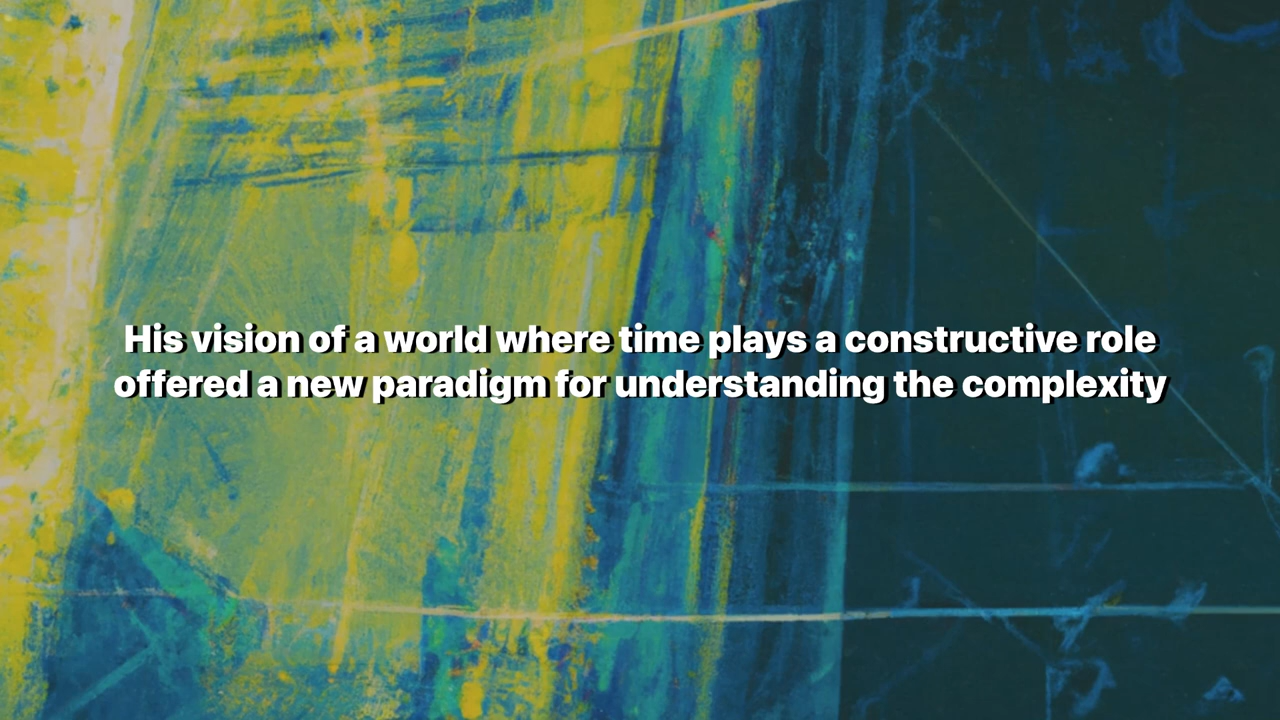 His vision of a world where time plays a constructive role
offered a new paradigm for understanding the complexity